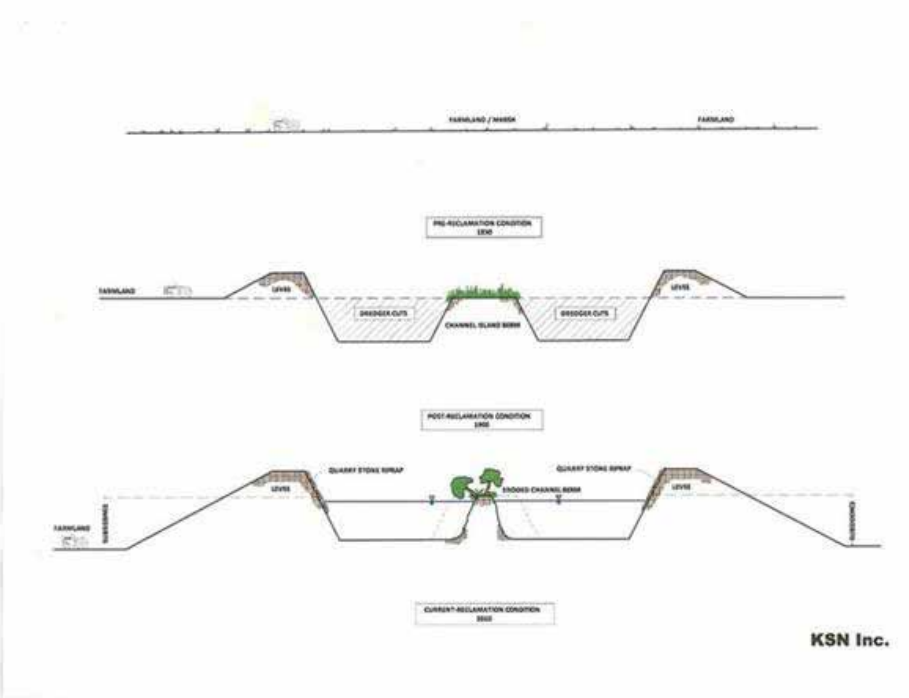 FARMLAND / MARSH
FARMLAND
PRE-RECLAMATION CONDITION
1850
FARMLAND
LEVEE
LEVEE
DREDGER CUTS
DREDGER CUTS
CHANNEL ISLAND BERM
POST-RECLAMATION CONDITION
1900
QUARRY STONE RIPRAP
QUARRY STONE RIPRAP
LEVEE
ERODED CHANNEL BERM
LEVEE
SUBSIDENCE
SUBSIDENCE
FARMLAND
CURRENT-RECLAMATION CONDITION
KSN Inc.